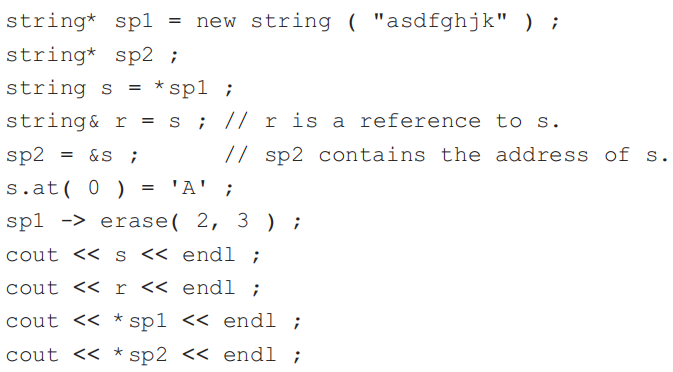 string* sp1 = new string ( "asdfghjk" ) ;
string* sp2 ;
string s = *sp1 ;
string& r = s ; // r is a reference to s.
sp2 = &s ; // sp2 contains the address of s.
s.at( 0 ) = 'A' ;
sp1 -> erase( 2, 3 ) ;
cout << s << endl ;
cout << r << endl ;
cout << *sp1 << endl ;
cout << *sp2 << endl ;